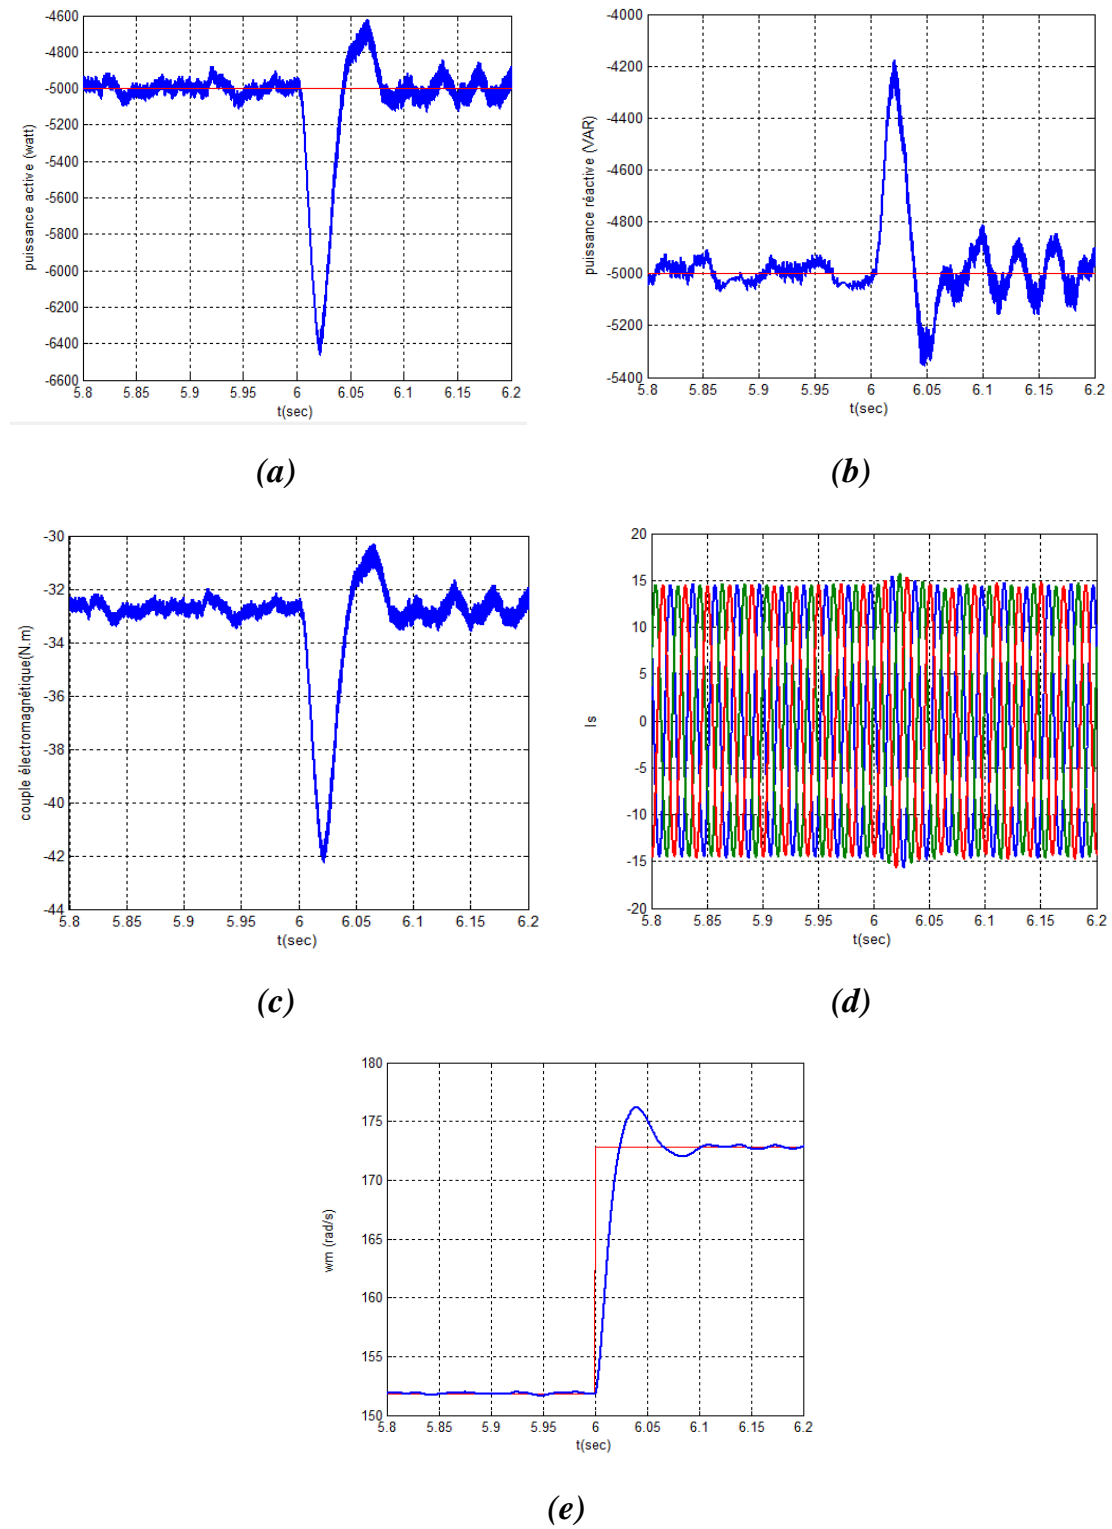 -4600
-4800
-5000
-5200
-5400
-5600
-5800
-6000
-6200
-6400
-6600
puissance active (watt)
5.8 5.85 5.9 5.95 6 6.05 6.1 6.15 6.2
t(sec)
(a)
-4000
-4200
-4400
-4600
-4800
-5000
-5200
-5400
puissance réactive (VAR)
5.8 5.85 5.9 5.95 6 6.05 6.1 6.15 6.2
t(sec)
(b)
-30
-32
-34
-36
-38
-40
-42
-44
couple électromagnétique(N.m)
5.8 5.85 5.9 5.95 6 6.05 6.1 6.15 6.2
t(sec)
(c)
20
15
10
5
0
-5
-10
-15
-20
Is
5.8 5.85 5.9 5.95 6 6.05 6.1 6.15 6.2
t(sec)
(d)
180
175
170
165
160
155
150
wm (rad/s)
5.8 5.85 5.9 5.95 6 6.05 6.1 6.15 6.2
t(sec)
(e)